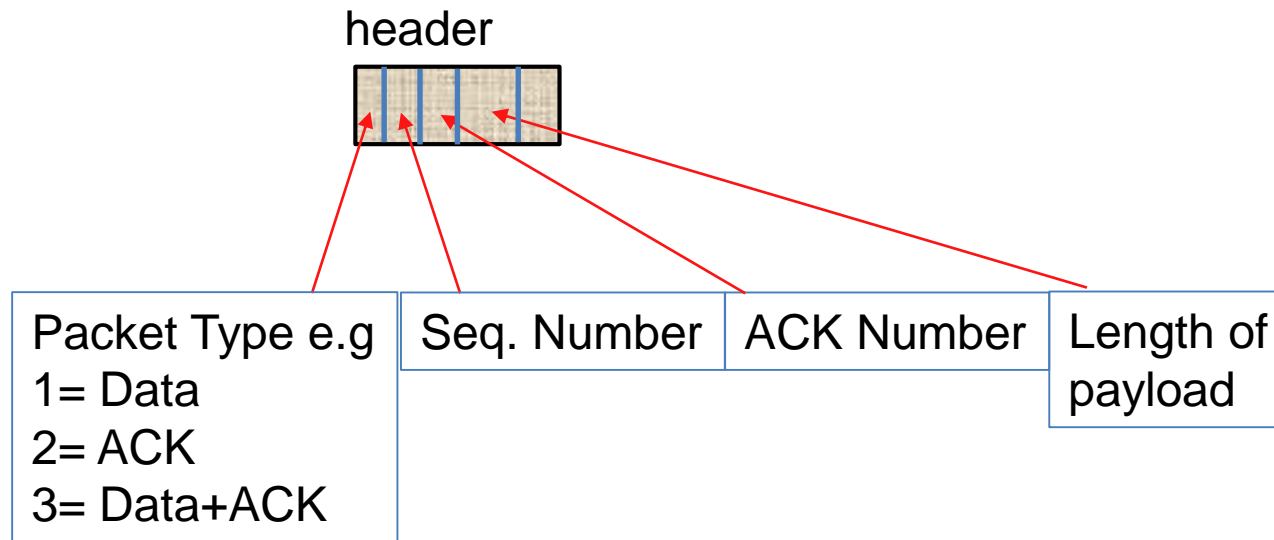 header
Packet Type e.g
1= Data
2= ACK
3= Data+ACK
Seq. Number
ACK Number
Length of
payload